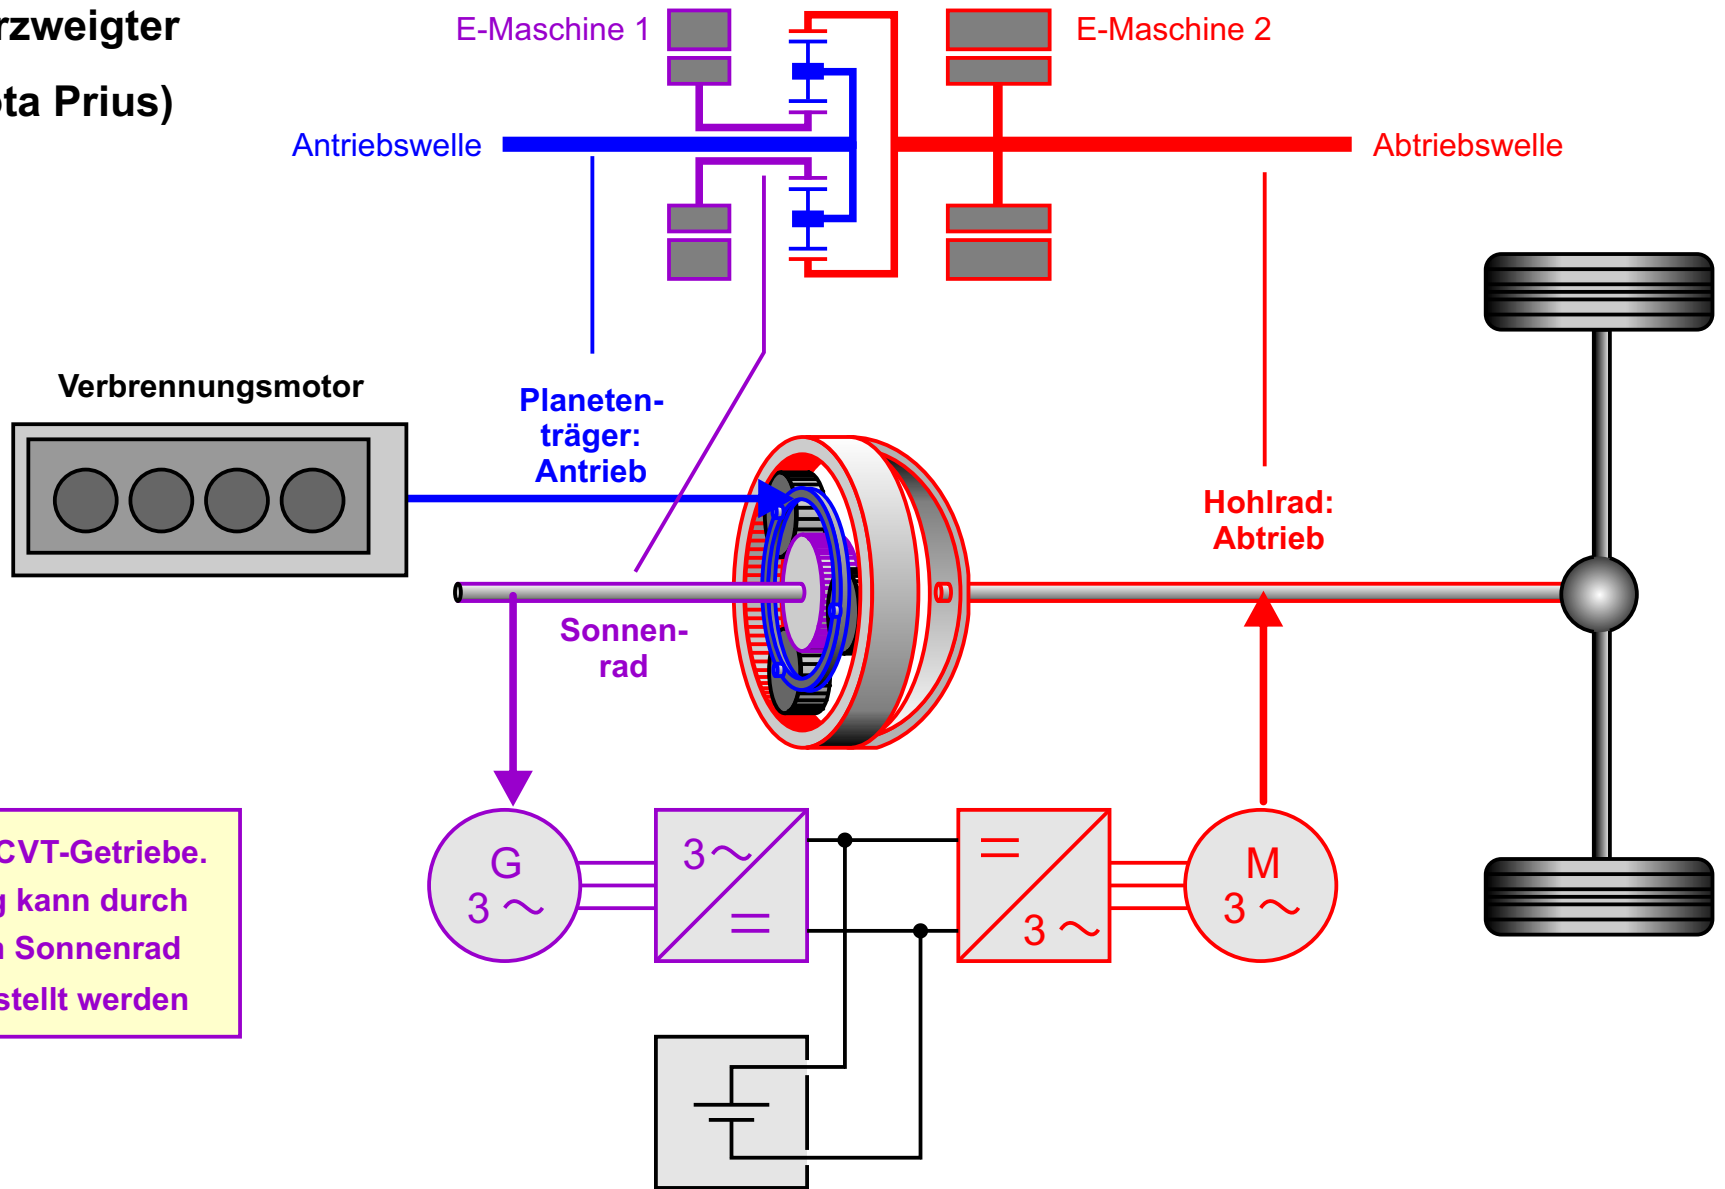 rzweigter
ota Prius)
E-Maschine 1
E-Maschine 2
Antriebswelle
Abtriebswelle
Verbrennungsmotor
Planeten-
träger:
Antrieb
Hohlrad:
Abtrieb
Sonnen-
rad
CVT-Getriebe.
g kann durch
n Sonnenrad
stellt werden
G
3 ~
3 ~
=
=
3 ~
M
3 ~